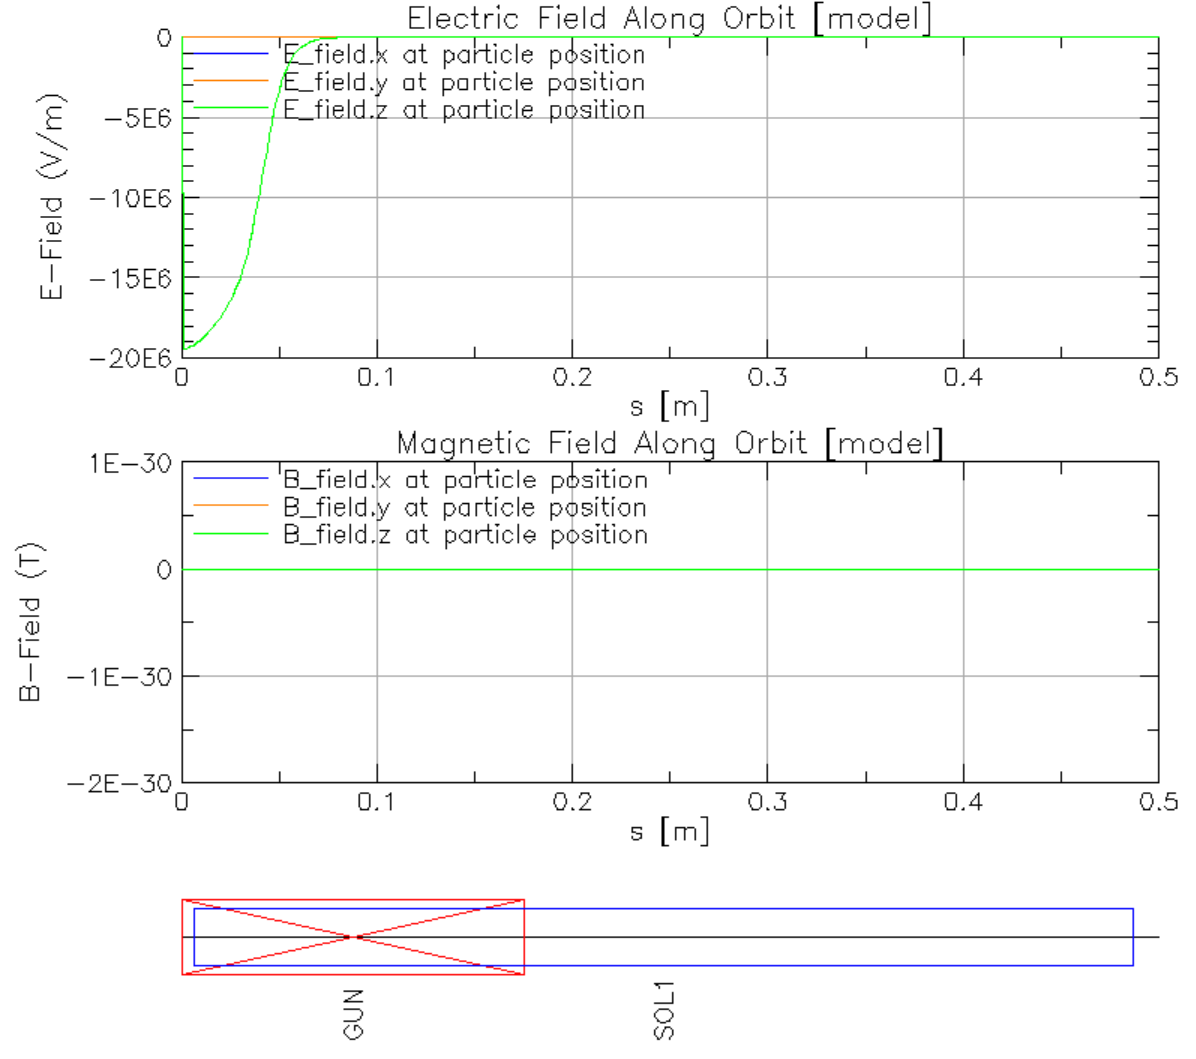 Electric Field Along Orbit [model]
E_field.x at particle position
E_field.y at particle position
E_field.z at particle position
E-Field (V/m)
0
-5E6
-10E6
-15E6
-20E6
0 0.1 0.2 0.3 0.4 0.5
s [m]
Magnetic Field Along Orbit [model]
B_field.x at particle position
B_field.y at particle position
B_field.z at particle position
B-Field (T)
1E-30
0
-1E-30
-2E-30
0 0.1 0.2 0.3 0.4 0.5
s [m]
GUN
SOL1